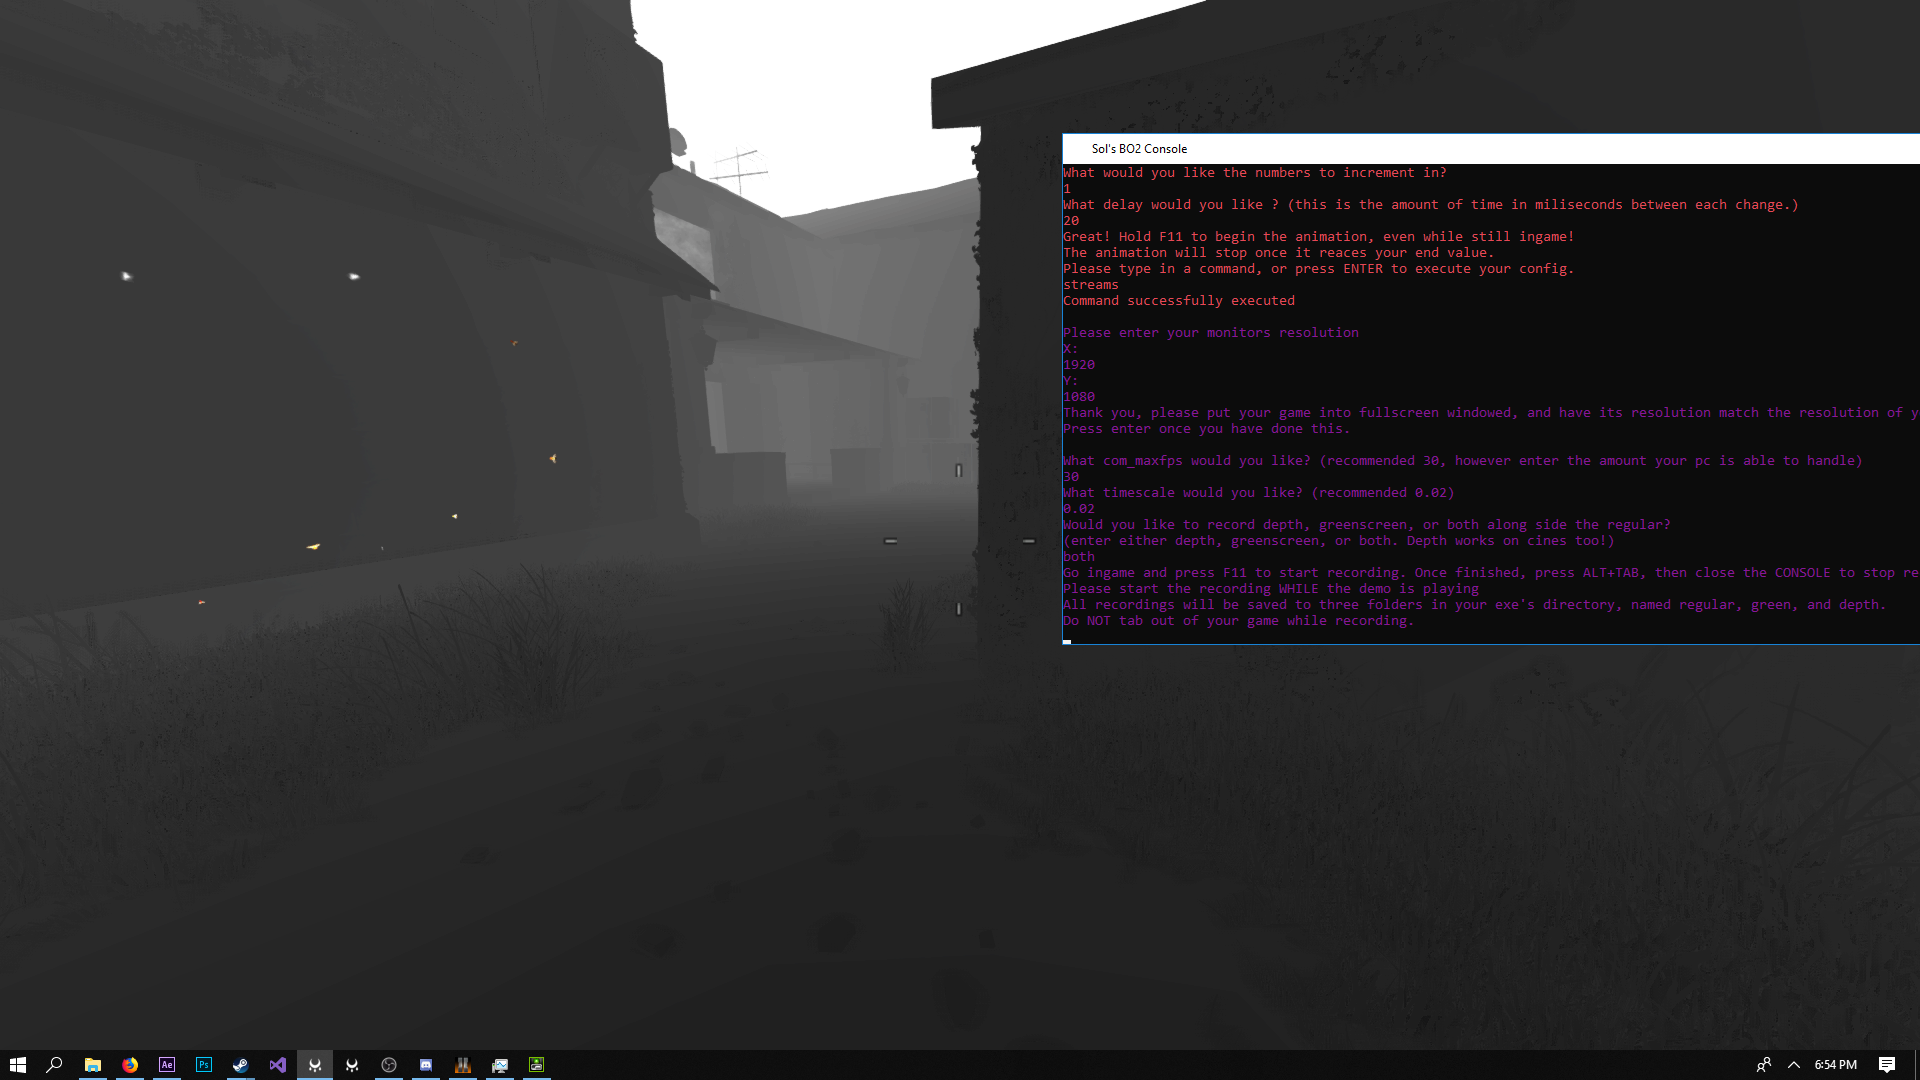 Sol's BO2 Console
What would you like the numbers to increment in?
1
What delay would you like ? (this is the amount of time in miliseconds between each change.)
20
Great! Hold F11 to begin the animation, even while still ingame!
The animation will stop once it reaces your end value.
Please type in a command, or press ENTER to execute your config.
streams
Command successfully executed
Please enter your monitors resolution
X:
1920
Y:
1080
Thank you, please put your game into fullscreen windowed, and have its resolution match the resolution of
Press enter once you have done this.
What com_maxfps would you like? (recommended 30, however enter the amount your pc is able to handle)
30
What timescale would you like? (recommended 0.02)
0.02
Would you like to record depth, greenscreen, or both along side the regular?
(enter either depth, greenscreen, or both. Depth works on cines too!)
both
Go ingame and press F11 to start recording. Once finished, press ALT+TAB, then close the CONSOLE to stop
Please start the recording WHILE the demo is playing
All recordings will be saved to three folders in your exe's directory, named regular, green, and depth.
Do NOT tab out of your game while recording.
Ae
Ps
6:54 PM